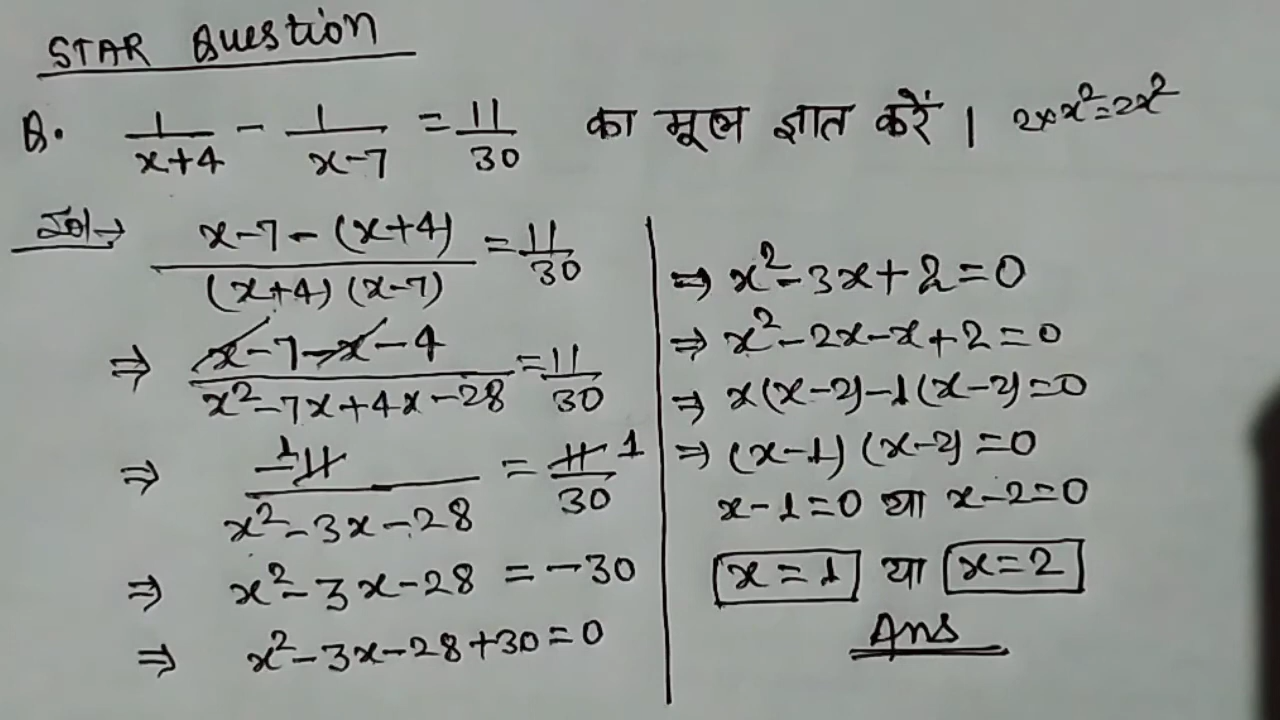 STAR Question
Q. 1/(x+4) - 1/(x-7) = 11/30 का मूल ज्ञात करें । 2×x²=2x²
हल→ (x-7-(x+4))/((x+4)(x-7)) = 11/30
⇒ (x-7-x-4)/(x²-7x+4x-28) = 11/30
⇒ -11/(x²-3x-28) = 11/30 1 1
⇒ x²-3x-28 = -30
⇒ x²-3x-28+30=0
⇒ x²-3x+2=0
⇒ x²-2x-x+2=0
⇒ x(x-2)-1(x-2)=0
⇒ (x-1)(x-2)=0
x-1=0 या x-2=0
x=1 या x=2
Ans